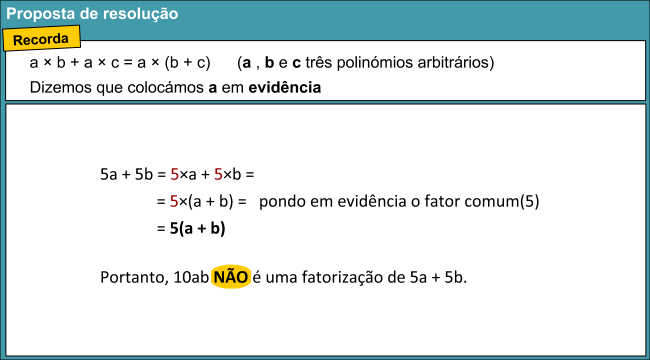 Proposta de resolução
Recorda
a × b + a × c = a × (b + c) (a , b e c três polinómios arbitrários)
Dizemos que colocámos a em evidência
5a + 5b = 5×a + 5×b =
= 5×(a + b) = pondo em evidência o fator comum(5)
= 5(a + b)
Portanto, 10ab NÃO é uma fatorização de 5a + 5b.